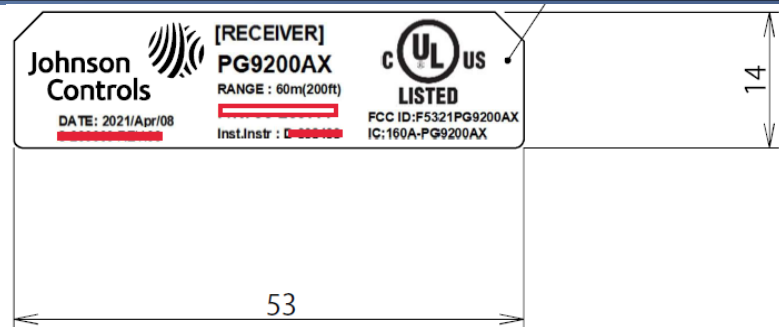 Johnson
Controls
DATE: 2021/Apr/08
[RECEIVER]
PG9200AX
RANGE : 60m(200ft)
Inst.Instr :
C UL US
®
LISTED
FCC ID:F5321PG9200AX
IC:160A-PG9200AX
14
53